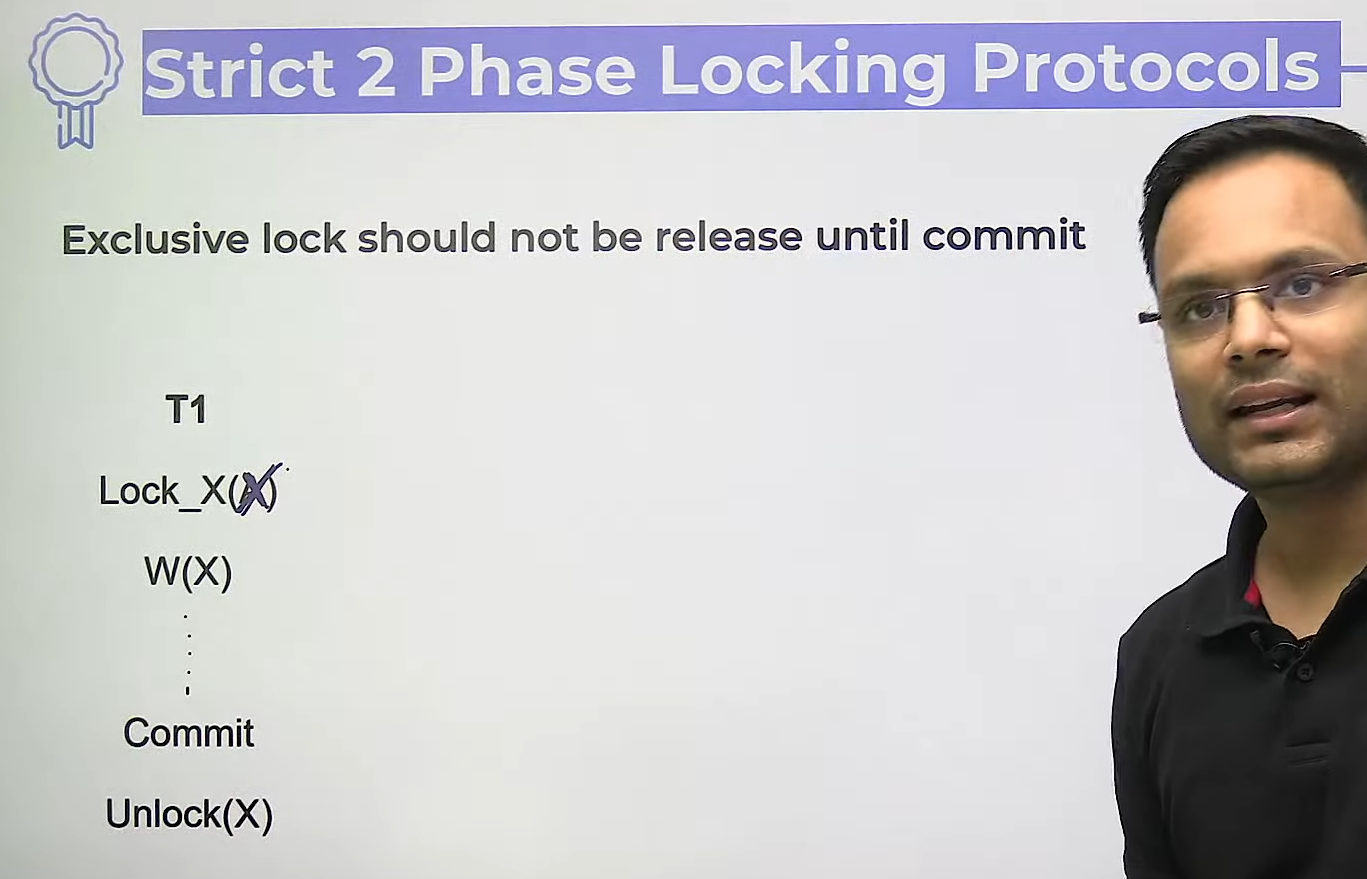 Strict 2 Phase Locking Protocols
Exclusive lock should not be release until commit
T1
Lock_X(X)
W(X)
Commit
Unlock(X)